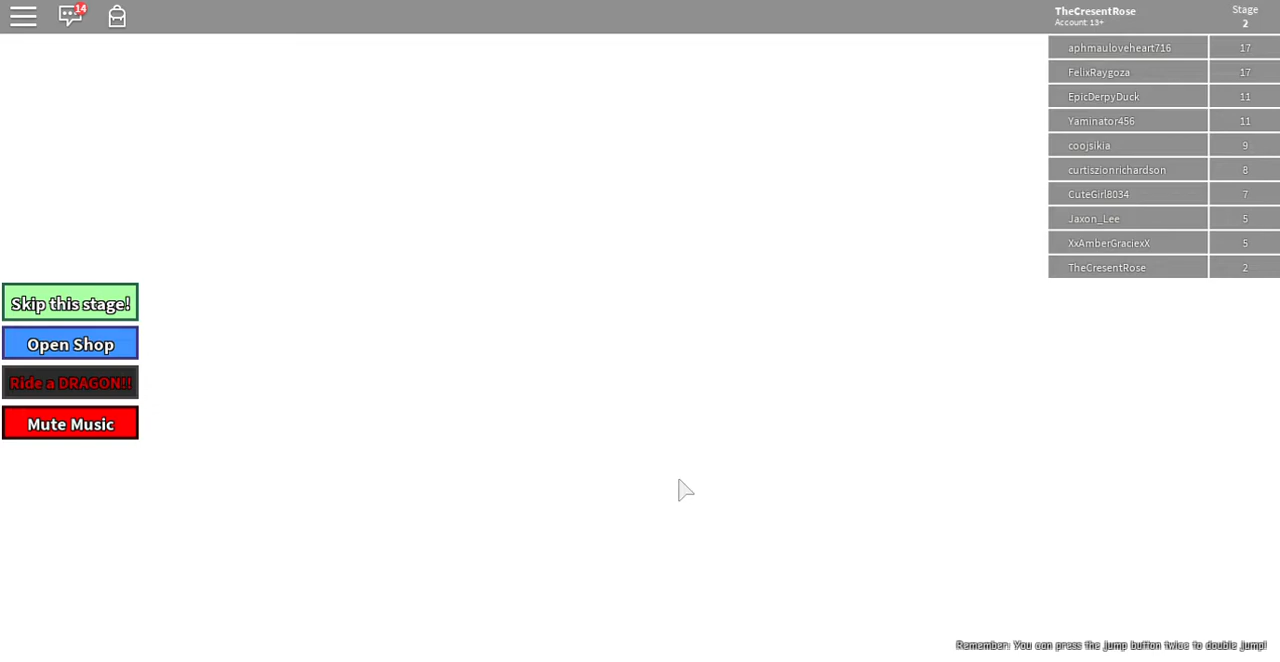 14
TheCresentRose
Account: 13+
Stage
2
aphmauloveheart716 17
FelixRaygoza 17
EpicDerpyDuck 11
Yaminator456 11
coojsikia 9
curtiszionrichardson 8
CuteGirl8034 7
Jaxon_Lee 5
XxAmberGraciexX 5
TheCresentRose 2
Skip this stage!
Open Shop
Ride a DRAGON!!
Mute Music
Remember: You can press the jump button twice to double jump!